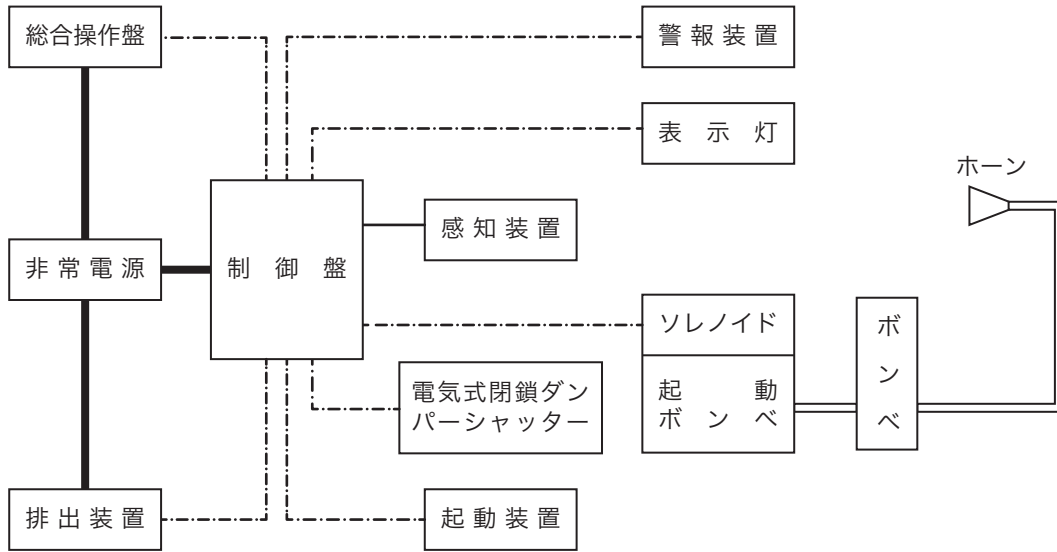 総合操作盤
警報装置
表示灯
ホーン
感知装置
非常電源
制御盤
ソレノイド
起動
ボンベ
ボンベ
電気式閉鎖ダン
パーシャッター
排出装置
起動装置